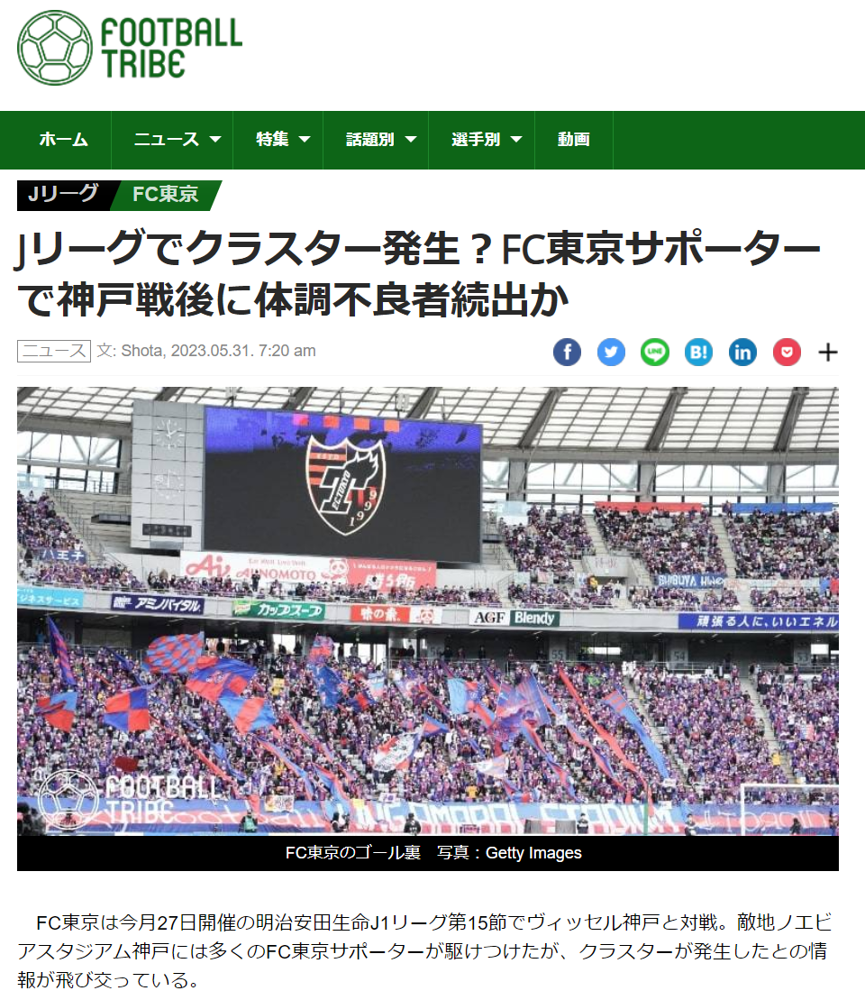 FOOTBALL
TRIBE
ホーム
ニュース
特集
話題別
選手別
動画
Jリーグ
FC東京
Jリーグでクラスター発生？FC東京サポーター
で神戸戦後に体調不良者続出か
ニュース 文: Shota, 2023.05.31. 7:20 am
f
LINE
B!
in
FCTOKYO
1999
八王子
Eat Well, Live Well.
AJINOMOTO
SHIBUYA
ビジネスサービス
アミノバイタル
カップスープ
味の素
AGF Blendy
頑張る人に、いいエネル
FOOTBALL
TRIBE
STADIUM
FC東京のゴール裏　写真：Getty Images
FC東京は今月27日開催の明治安田生命J1リーグ第15節でヴィッセル神戸と対戦。敵地ノエビ
アスタジアム神戸には多くのFC東京サポーターが駆けつけたが、クラスターが発生したとの情
報が飛び交っている。